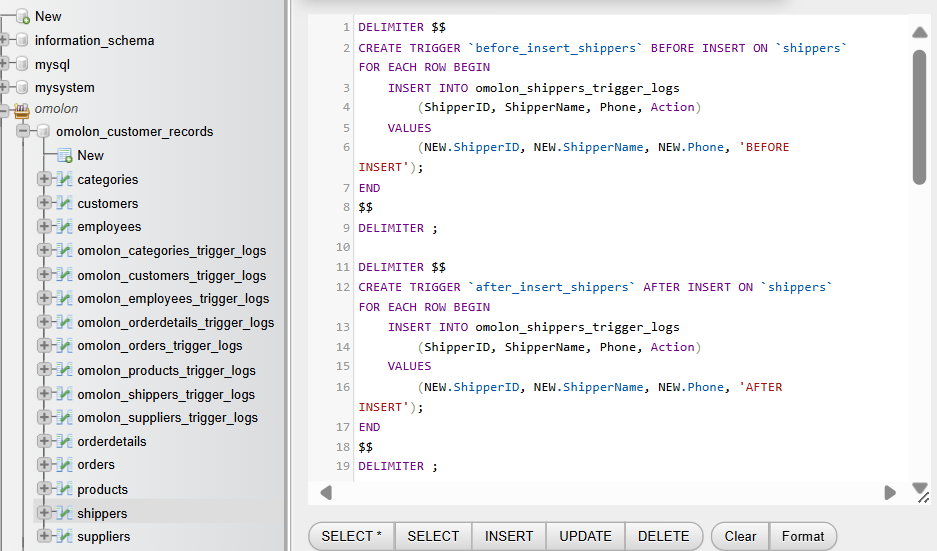 New
information_schema
mysql
mysystem
omolon
omolon_customer_records
New
categories
customers
employees
omolon_categories_trigger_logs
omolon_customers_trigger_logs
omolon_employees_trigger_logs
omolon_orderdetails_trigger_logs
omolon_orders_trigger_logs
omolon_products_trigger_logs
omolon_shippers_trigger_logs
omolon_suppliers_trigger_logs
orderdetails
orders
products
shippers
suppliers
1 DELIMITER $$
2 CREATE TRIGGER `before_insert_shippers` BEFORE INSERT ON `shippers`
FOR EACH ROW BEGIN
3 INSERT INTO omolon_shippers_trigger_logs
4 (ShipperID, ShipperName, Phone, Action)
5 VALUES
6 (NEW.ShipperID, NEW.ShipperName, NEW.Phone, 'BEFORE
INSERT');
7 END
8 $$
9 DELIMITER ;
10
11 DELIMITER $$
12 CREATE TRIGGER `after_insert_shippers` AFTER INSERT ON `shippers`
FOR EACH ROW BEGIN
13 INSERT INTO omolon_shippers_trigger_logs
14 (ShipperID, ShipperName, Phone, Action)
15 VALUES
16 (NEW.ShipperID, NEW.ShipperName, NEW.Phone, 'AFTER
INSERT');
17 END
18 $$
19 DELIMITER ;
SELECT * SELECT INSERT UPDATE DELETE Clear Format